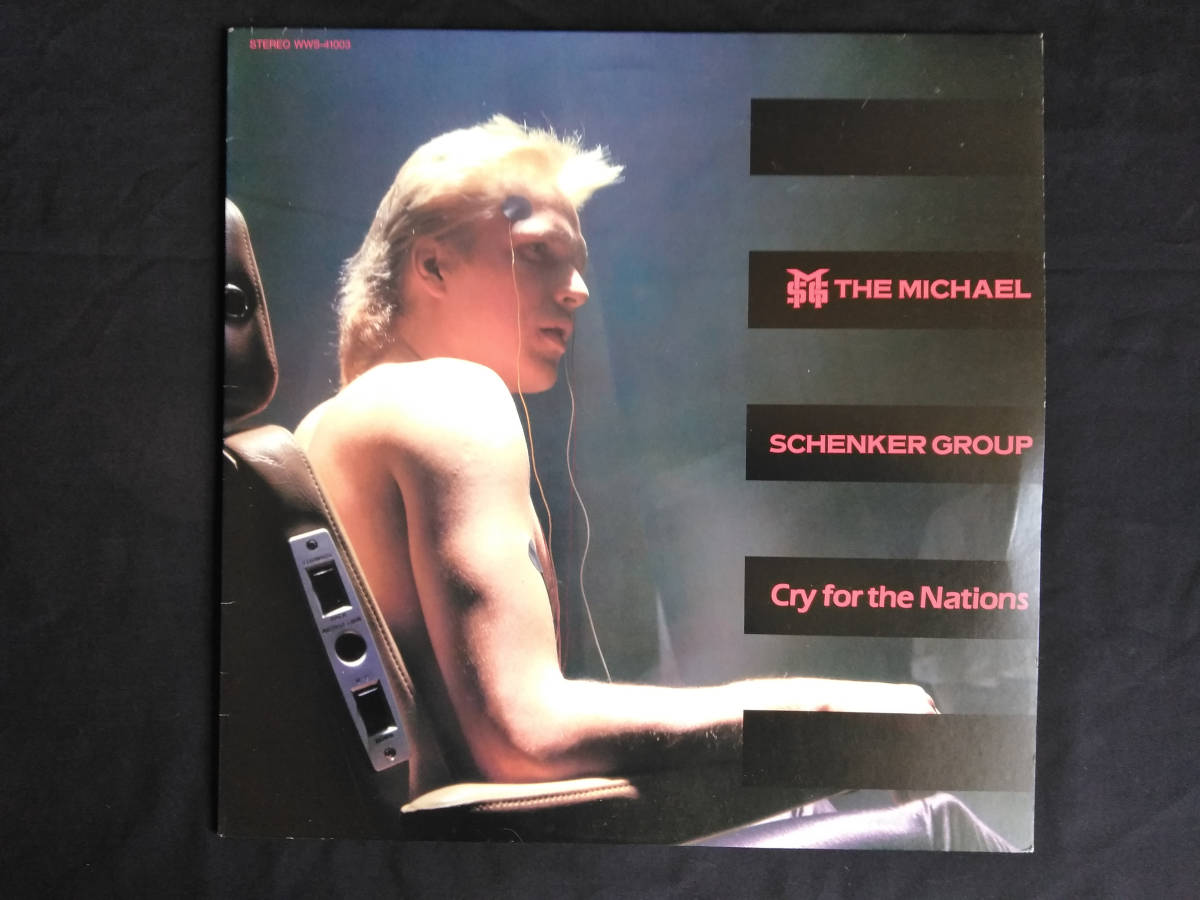 STEREO WWS-41003
MSG THE MICHAEL
SCHENKER GROUP
Cry for the Nations